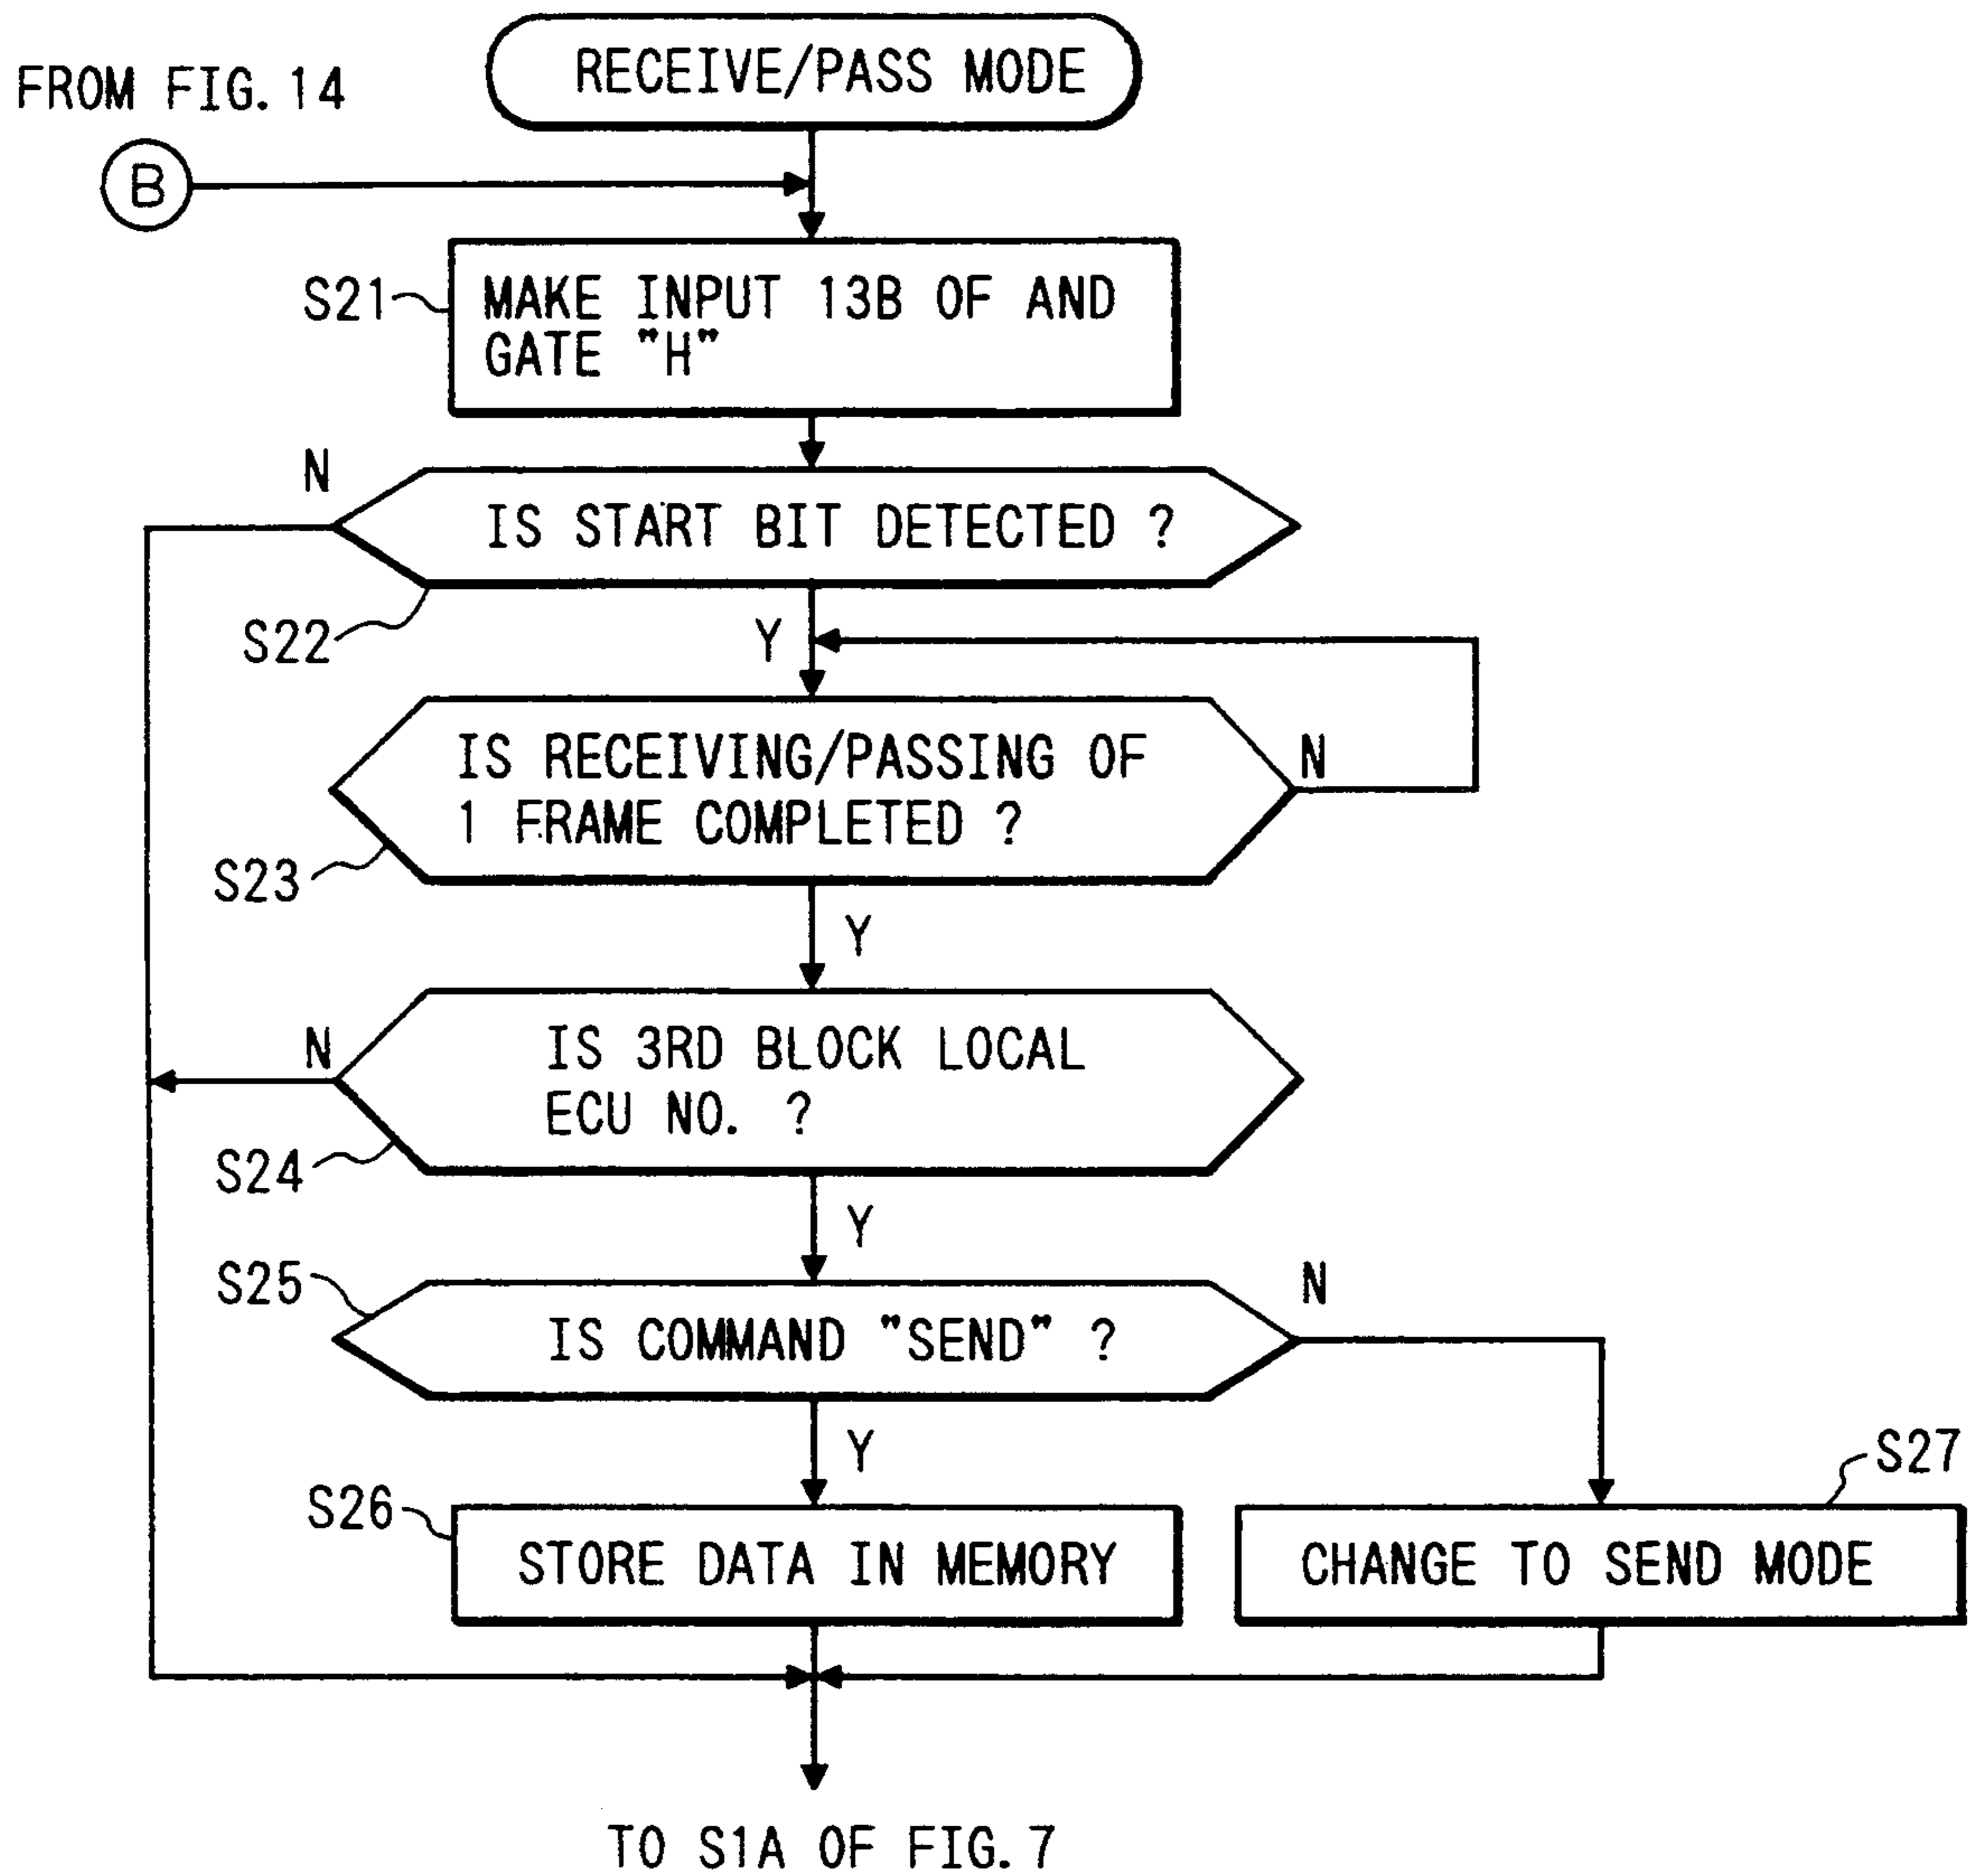 RECEIVE/PASS MODE
FROM FIG. 14
B
S21
MAKE INPUT 13B OF AND
GATE "H"
N
IS START BIT DETECTED ?
S22
Y
IS RECEIVING/PASSING OF
1 FRAME COMPLETED ?
N
S23
Y
N
IS 3RD BLOCK LOCAL
ECU NO. ?
S24
Y
S25
N
IS COMMAND "SEND" ?
Y
S27
S26
STORE DATA IN MEMORY
CHANGE TO SEND MODE
TO S1A OF FIG. 7